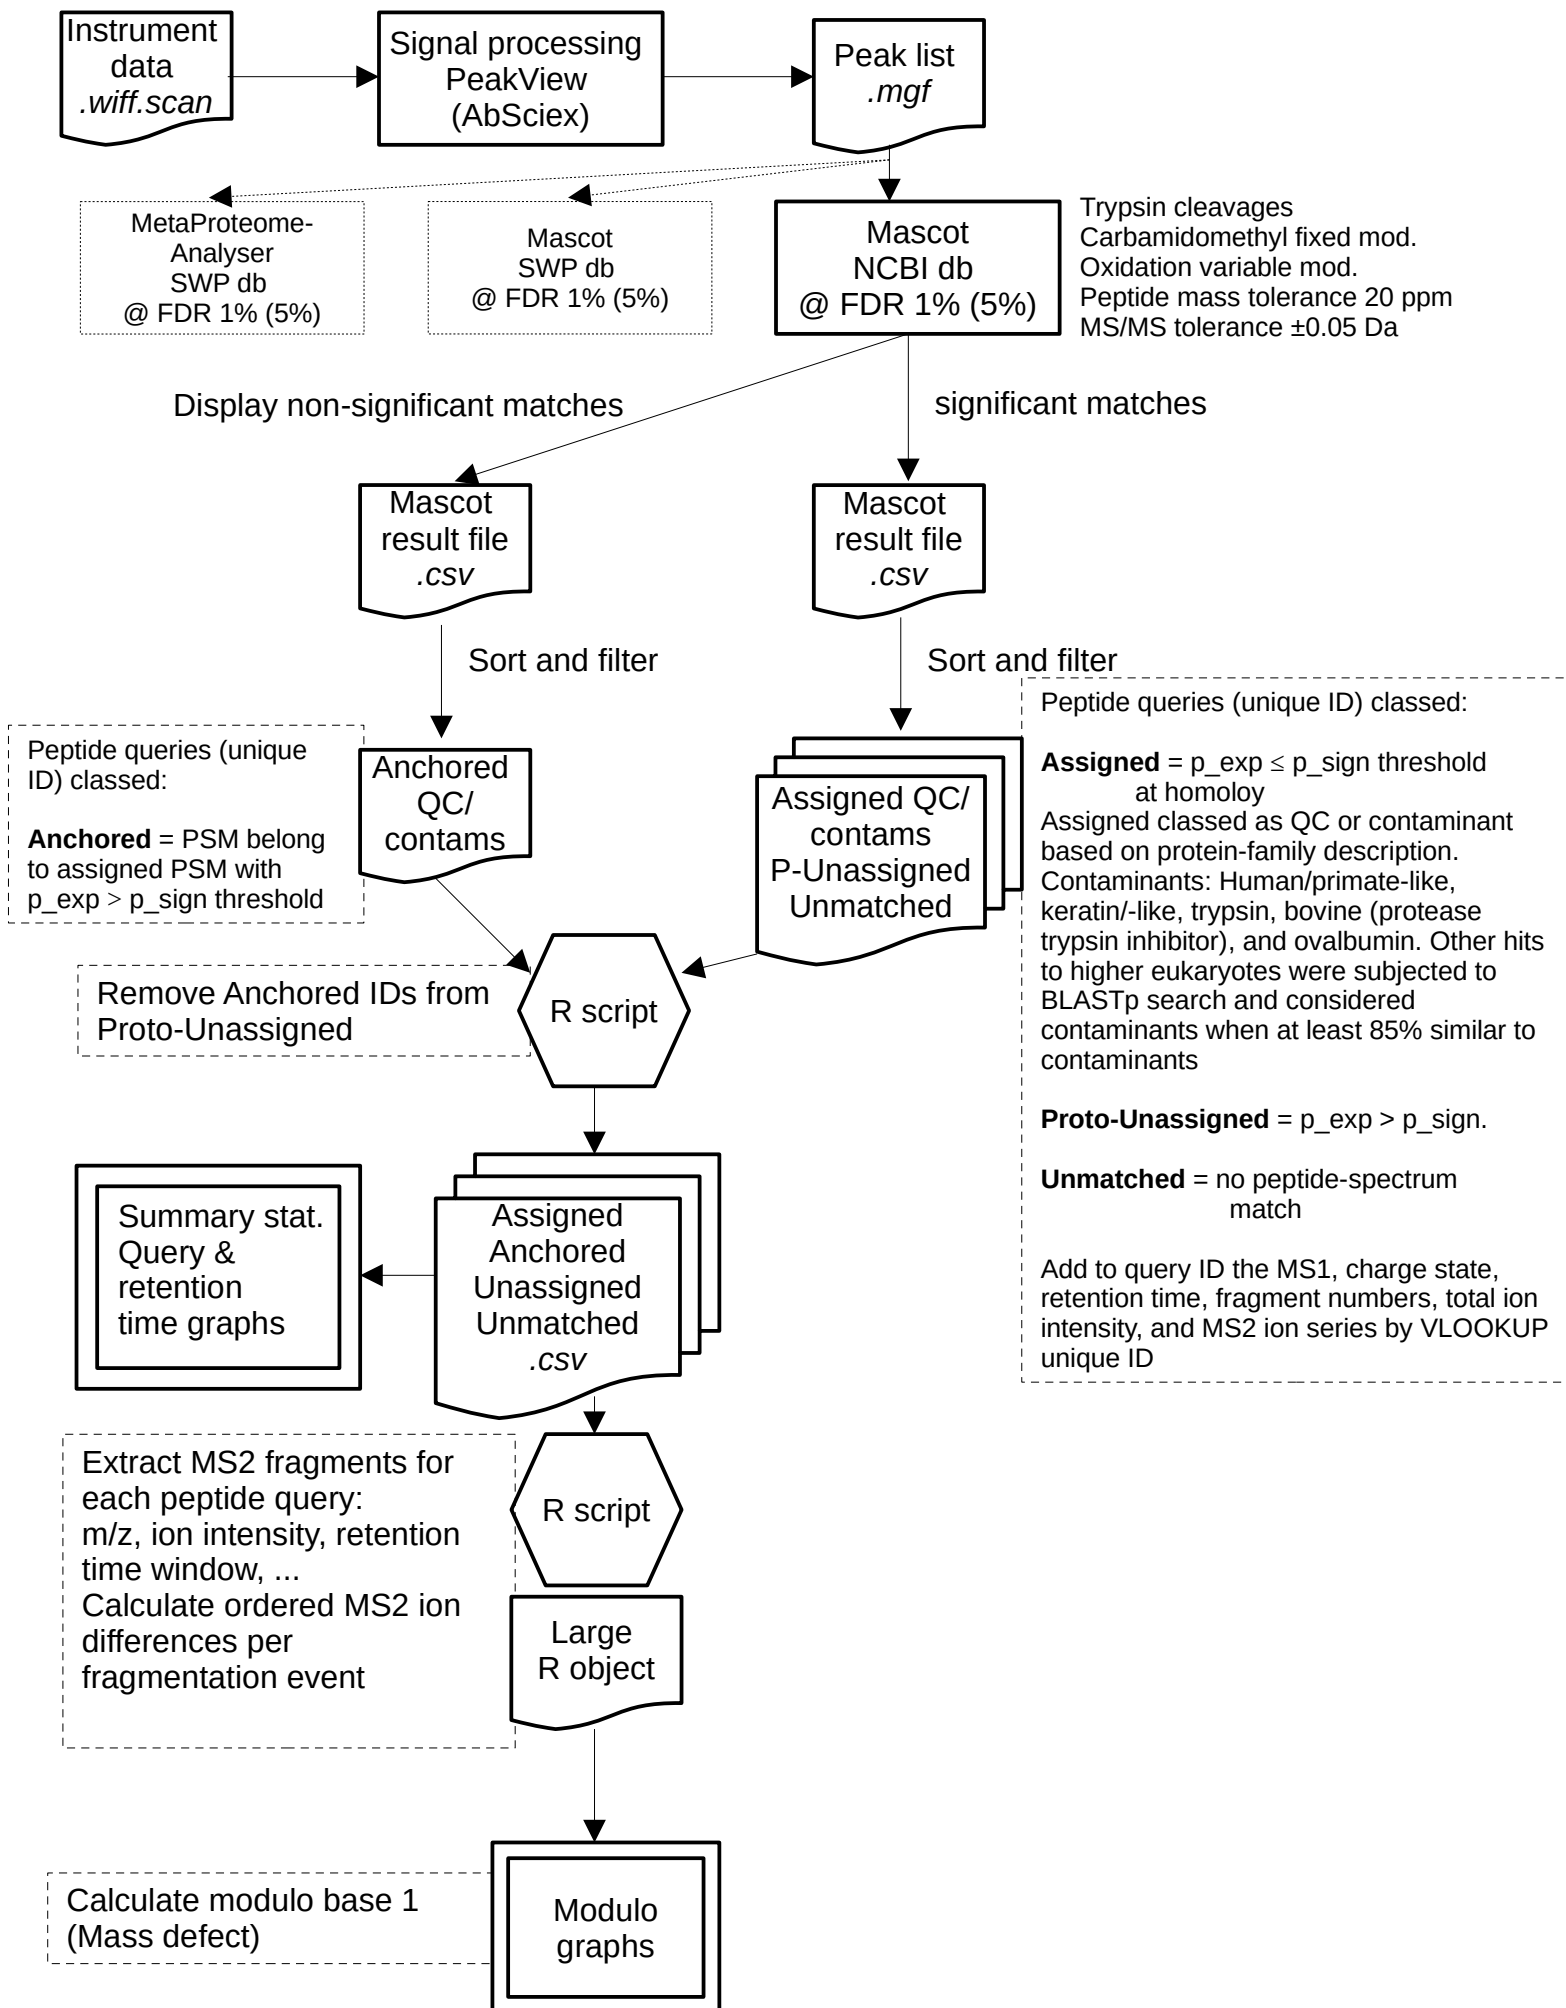 Instrument
data
.wiff.scan
Signal processing
PeakView
(AbSciex)
Peak list
.mgf
MetaProteome-
Analyser
SWP db
@ FDR 1% (5%)
Mascot
SWP db
@ FDR 1% (5%)
Mascot
NCBI db
@ FDR 1% (5%)
Trypsin cleavages
Carbamidomethyl fixed mod.
Oxidation variable mod.
Peptide mass tolerance 20 ppm
MS/MS tolerance ±0.05 Da
Display non-significant matches
significant matches
Mascot
result file
.csv
Mascot
result file
.csv
Sort and filter
Sort and filter
Peptide queries (unique
ID) classed:
Anchored = PSM belong
to assigned PSM with
p_exp > p_sign threshold
Anchored
QC/
contams
Assigned QC/
contams
P-Unassigned
Unmatched
Peptide queries (unique ID) classed:
Assigned = p_exp ≤ p_sign threshold
at homoloy
Assigned classed as QC or contaminant
based on protein-family description.
Contaminants: Human/primate-like,
keratin/-like, trypsin, bovine (protease
trypsin inhibitor), and ovalbumin. Other hits
to higher eukaryotes were subjected to
BLASTp search and considered
contaminants when at least 85% similar to
contaminants
Proto-Unassigned = p_exp > p_sign.
Unmatched = no peptide-spectrum
match
Add to query ID the MS1, charge state,
retention time, fragment numbers, total ion
intensity, and MS2 ion series by VLOOKUP
unique ID
Remove Anchored IDs from
Proto-Unassigned
R script
Summary stat.
Query &
retention
time graphs
Assigned
Anchored
Unassigned
Unmatched
.csv
Extract MS2 fragments for
each peptide query:
m/z, ion intensity, retention
time window, ...
Calculate ordered MS2 ion
differences per
fragmentation event
R script
Large
R object
Calculate modulo base 1
(Mass defect)
Modulo
graphs